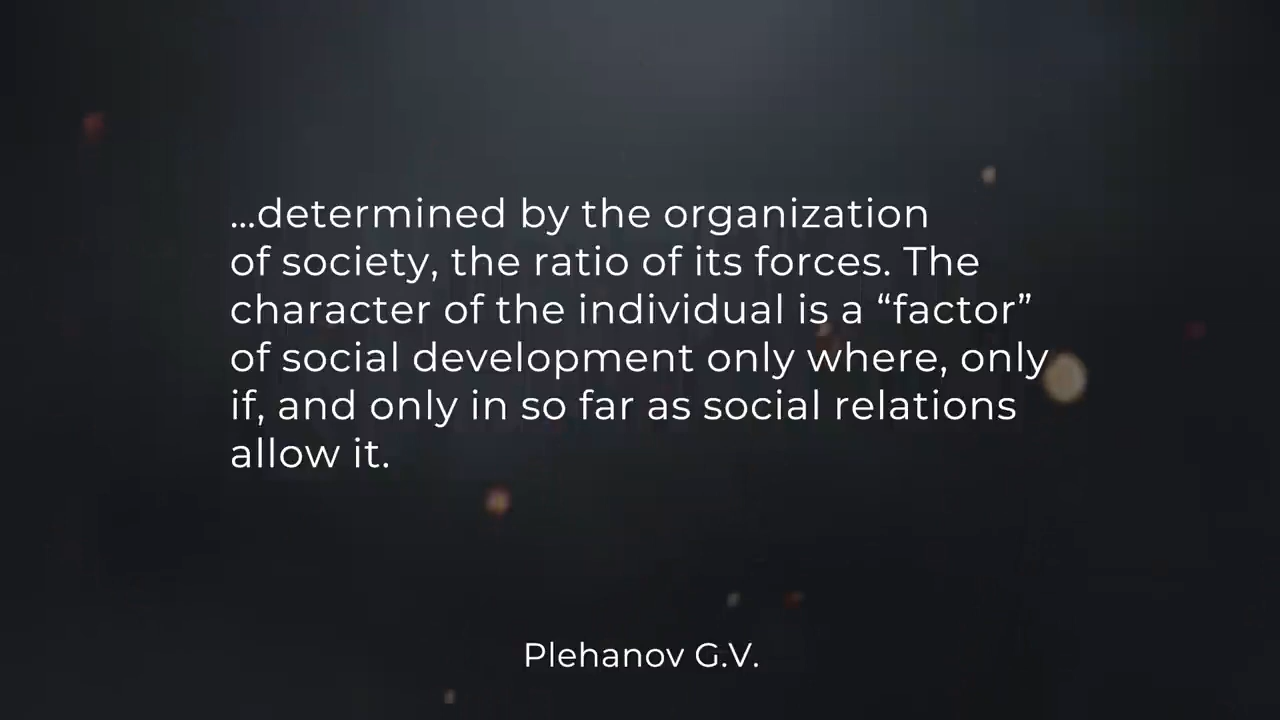 ...determined by the organization
of society, the ratio of its forces. The
character of the individual is a “factor”
of social development only where, only
if, and only in so far as social relations
allow it.
Plehanov G.V.